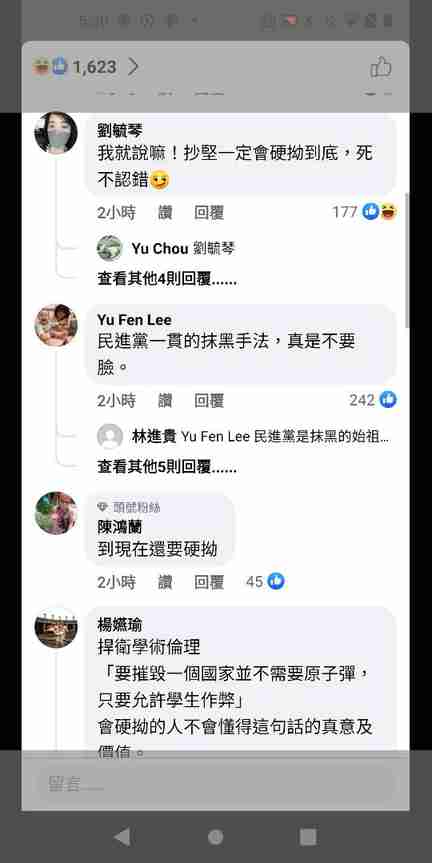 5:30
1,623
劉毓琴
我就說嘛！抄堅一定會硬拗到底，死
不認錯
2小時 讚 回覆 177
Yu Chou 劉毓琴
查看其他4則回覆......
Yu Fen Lee
民進黨一貫的抹黑手法，真是不要
臉。
2小時 讚 回覆 242
林進貴 Yu Fen Lee 民進黨是抹黑的始祖...
查看其他5則回覆......
頭號粉絲
陳鴻蘭
到現在還要硬拗
2小時 讚 回覆 45
楊嬿瑜
捍衛學術倫理
「要摧毀一個國家並不需要原子彈，
只要允許學生作弊」
會硬拗的人不會懂得這句話的真意及
價值。
留言......